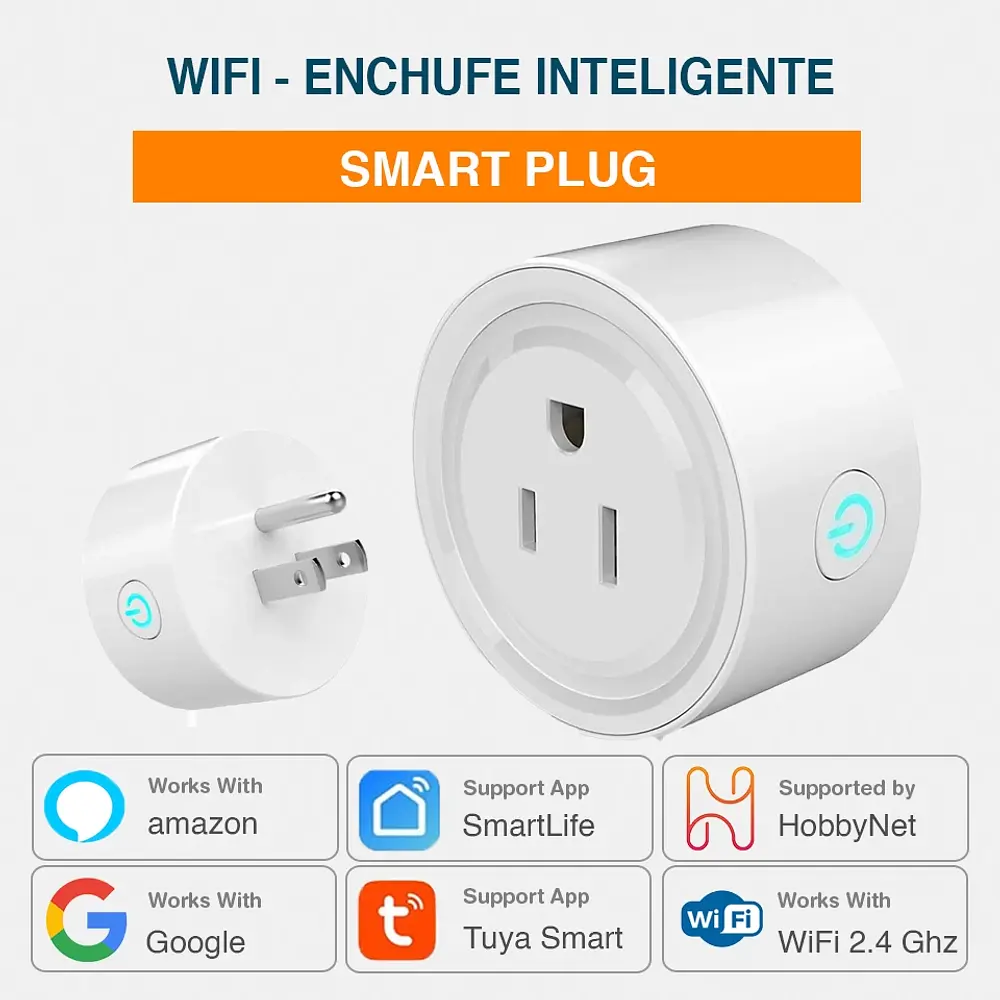 WIFI - ENCHUFE INTELIGENTE
SMART PLUG
Works With
amazon
Support App
SmartLife
Supported by
HobbyNet
Works With
Google
Support App
Tuya Smart
Wi Fi
Works With
WiFi 2.4 Ghz